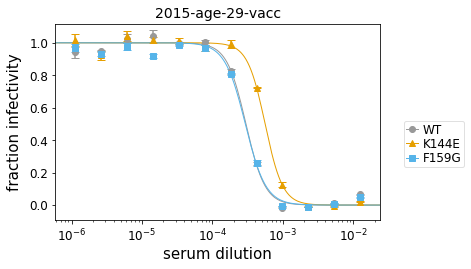 2015-age-29-vacc
fraction infectivity
1.0
0.8
0.6
0.4
0.2
0.0
10⁻⁶
10⁻⁵
10⁻⁴
10⁻³
10⁻²
serum dilution
WT
K144E
F159G